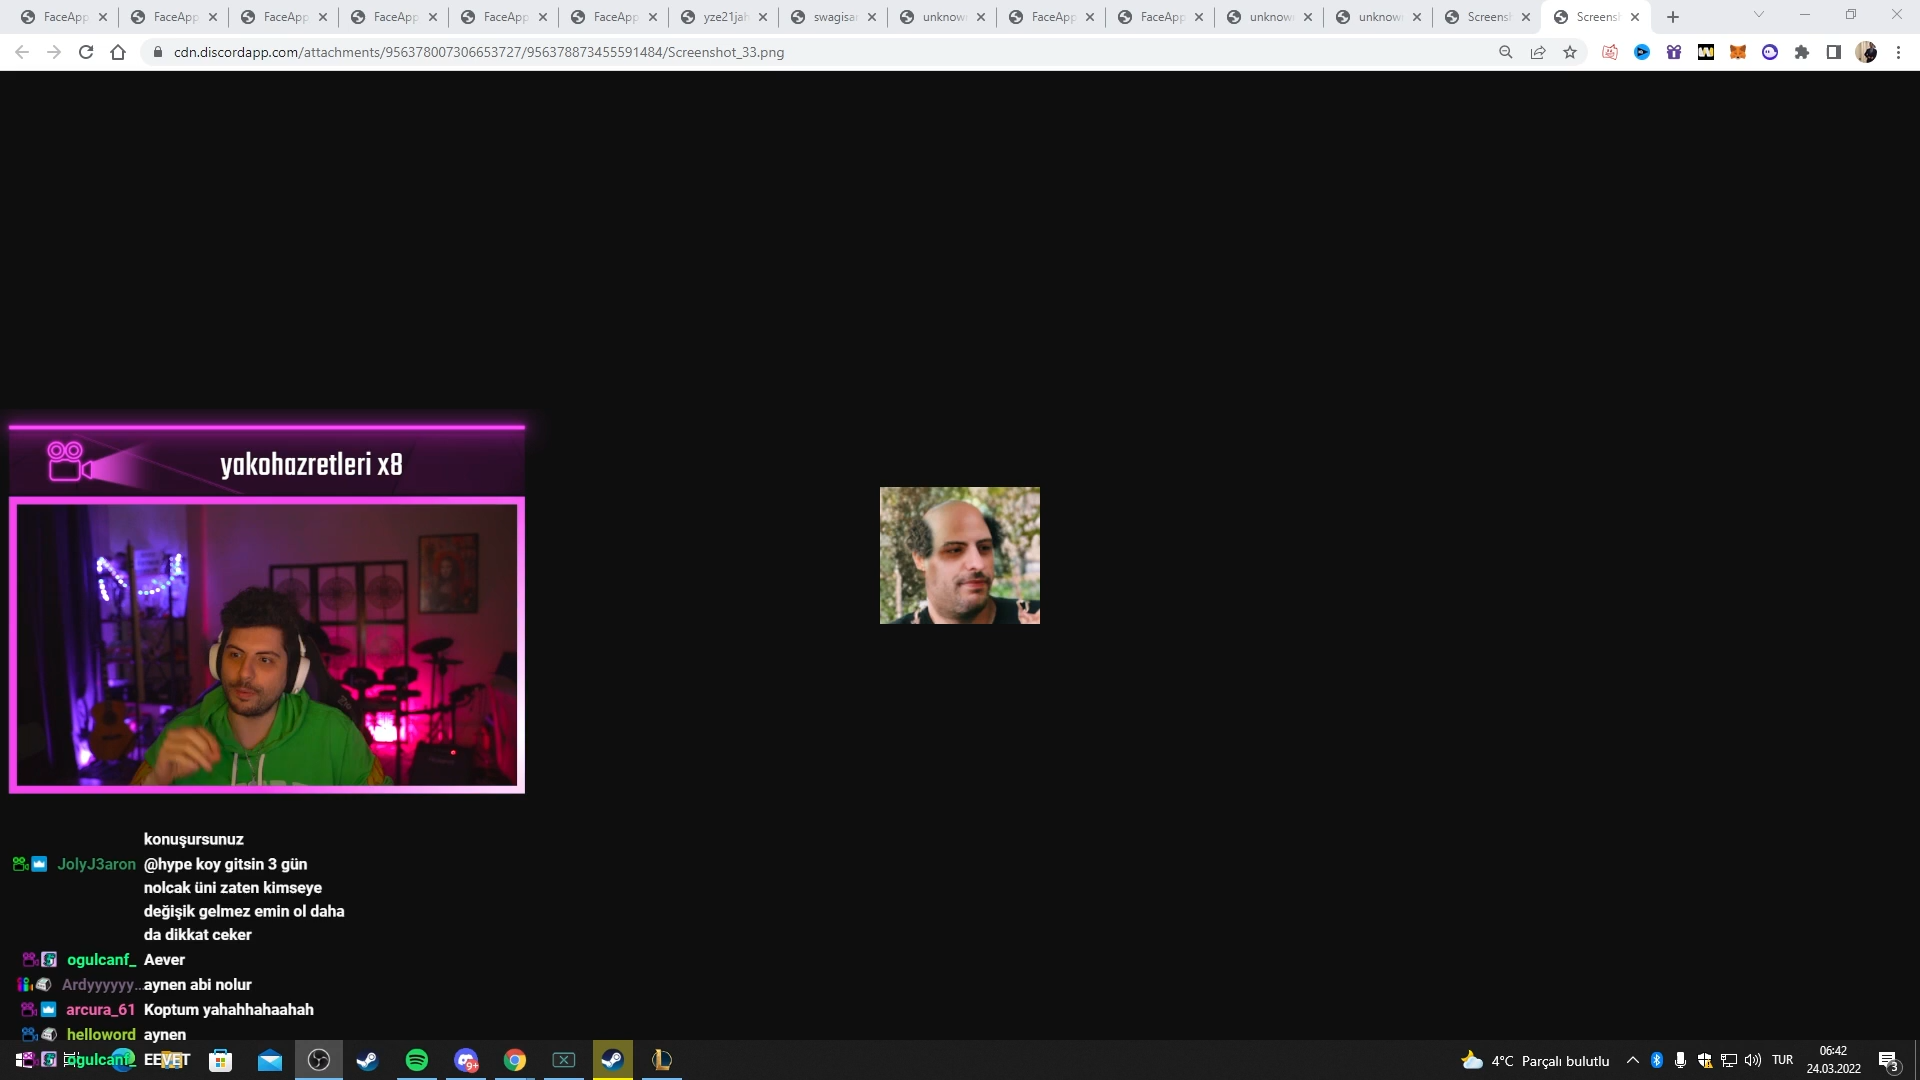 FaceApp
FaceApp
FaceApp
FaceApp
FaceApp
FaceApp
yze21jah
swagisar
unknow
FaceApp
FaceApp
unknow
unknow
Screens
Screens
cdn.discordapp.com/attachments/956378007306653727/956378873455591484/Screenshot_33.png
yakohazretleri x8
konuşursunuz
JolyJ3aron @hype koy gitsin 3 gün
nolcak üni zaten kimseye
değişik gelmez emin ol daha
da dikkat ceker
ogulcanf_ Aever
Ardyyyyyy... aynen abi nolur
arcura_61 Koptum yahahhahaahah
helloword aynen
ogulcanf_ EEVET
9+
4°C Parçalı bulutlu
TUR
06:42
24.03.2022
3